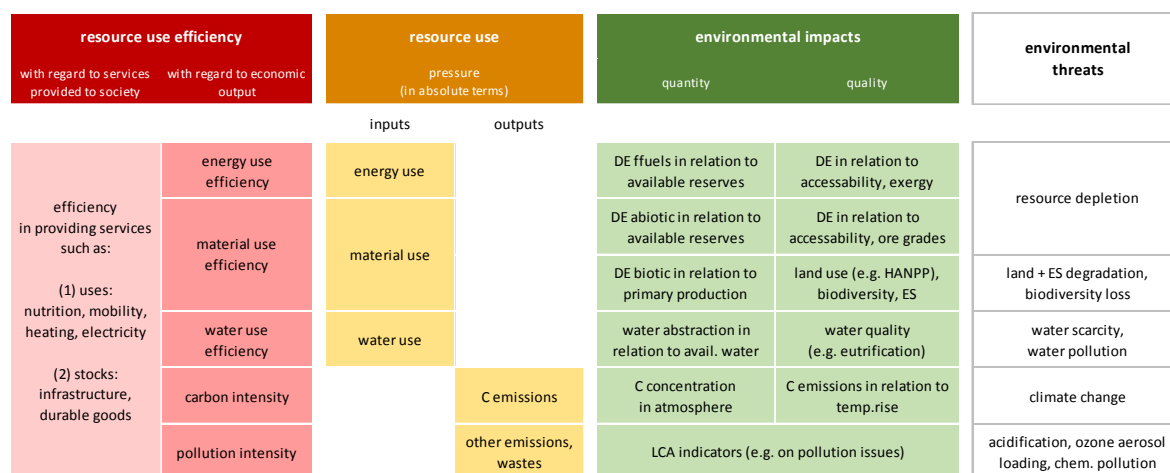 resource use efficiency
with regard to services
provided to society
with regard to economic
output
resource use
pressure
(in absolute terms)
environmental impacts
quantity
quality
environmental
threats
inputs
outputs
efficiency
in providing services
such as:
(1) uses:
nutrition, mobility,
heating, electricity
(2) stocks:
infrastructure,
durable goods
energy use
efficiency
material use
efficiency
water use
efficiency
carbon intensity
pollution intensity
energy use
material use
water use
C emissions
other emissions,
wastes
DE ffuels in relation to
available reserves
DE in relation to
accessability, exergy
DE abiotic in relation to
available reserves
DE in relation to
accessability, ore grades
DE biotic in relation to
primary production
land use (e.g. HANPP),
biodiversity, ES
water abstraction in
relation to avail. water
water quality
(e.g. eutrification)
C concentration
in atmosphere
C emissions in relation to
temp.rise
LCA indicators (e.g. on pollution issues)
resource depletion
land + ES degradation,
biodiversity loss
water scarcity,
water pollution
climate change
acidification, ozone aerosol
loading, chem. pollution